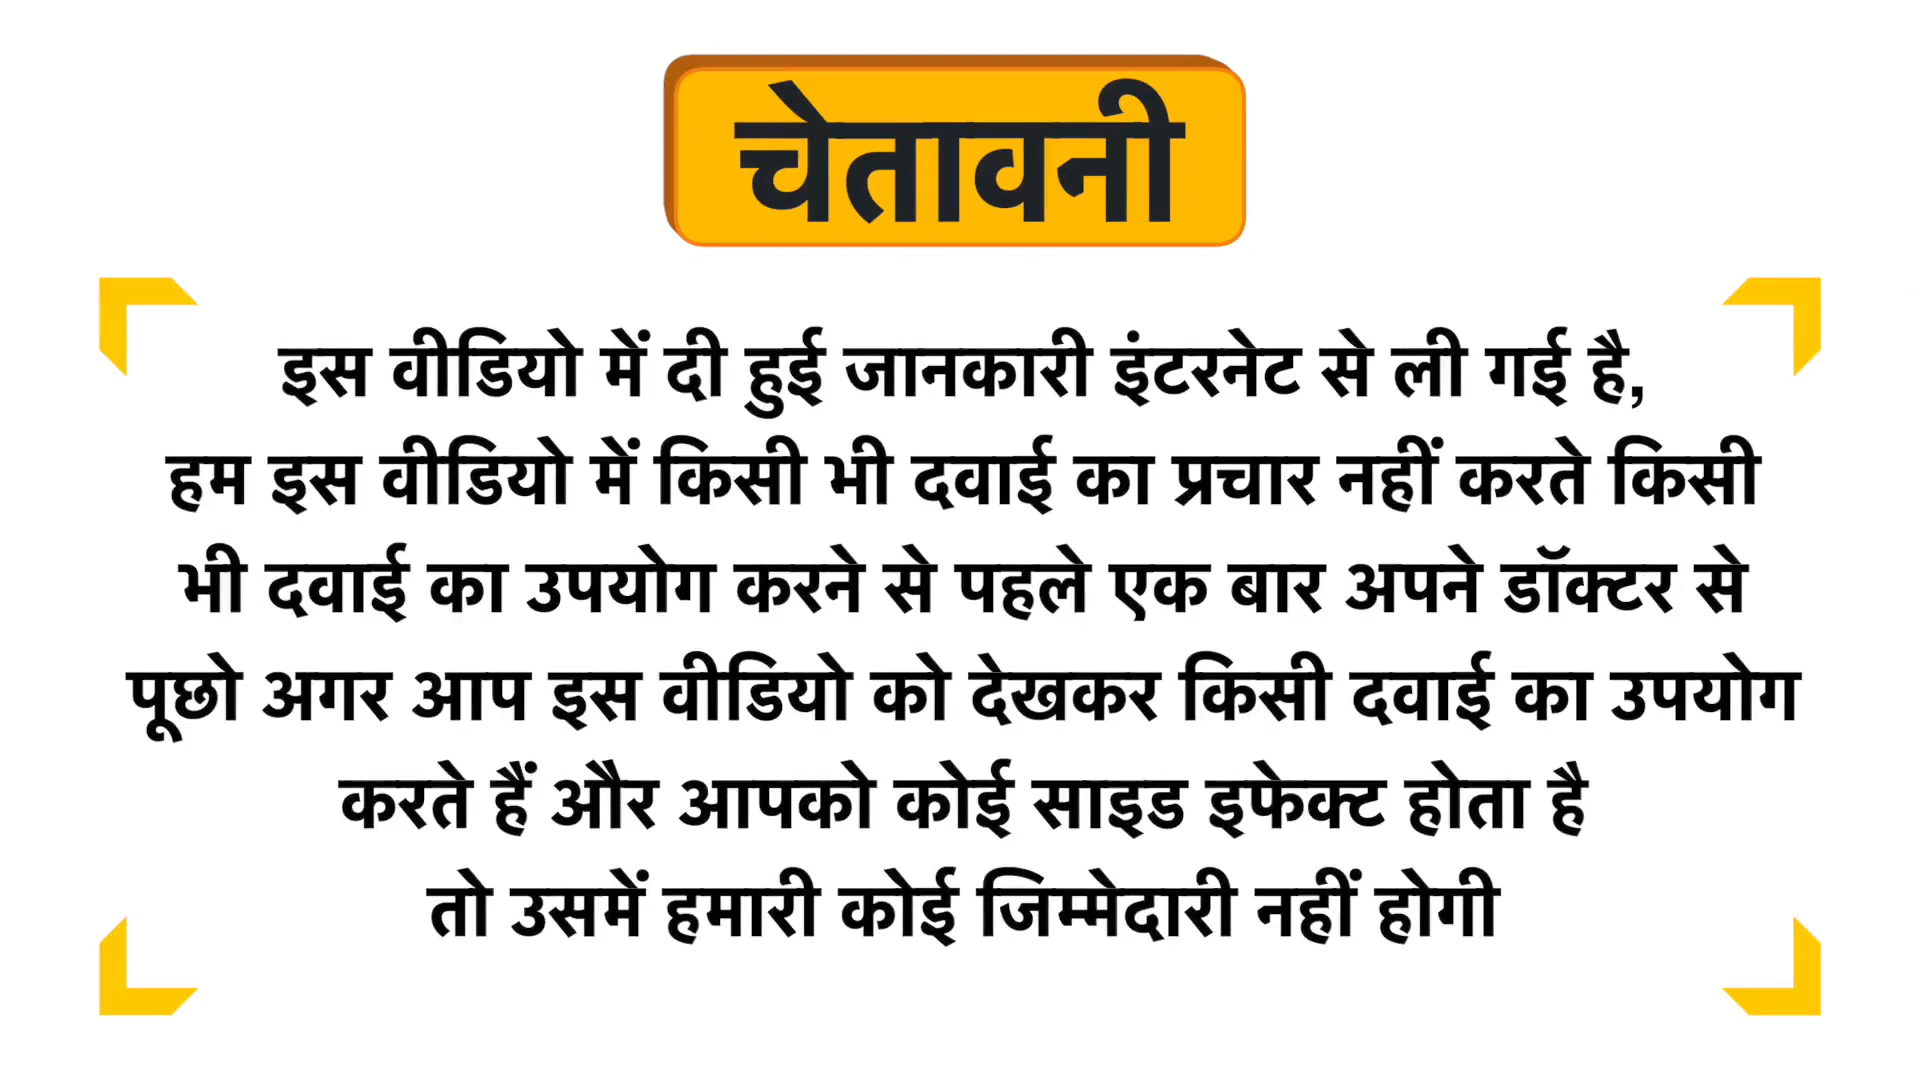 चेतावनी
इस वीडियो में दी हुई जानकारी इंटरनेट से ली गई है,
हम इस वीडियो में किसी भी दवाई का प्रचार नहीं करते किसी
भी दवाई का उपयोग करने से पहले एक बार अपने डॉक्टर से
पूछो अगर आप इस वीडियो को देखकर किसी दवाई का उपयोग
करते हैं और आपको कोई साइड इफेक्ट होता है
तो उसमें हमारी कोई जिम्मेदारी नहीं होगी